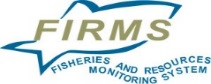 FIRMS
FISHERIES AND RESOURCES
MONITORING SYSTEM